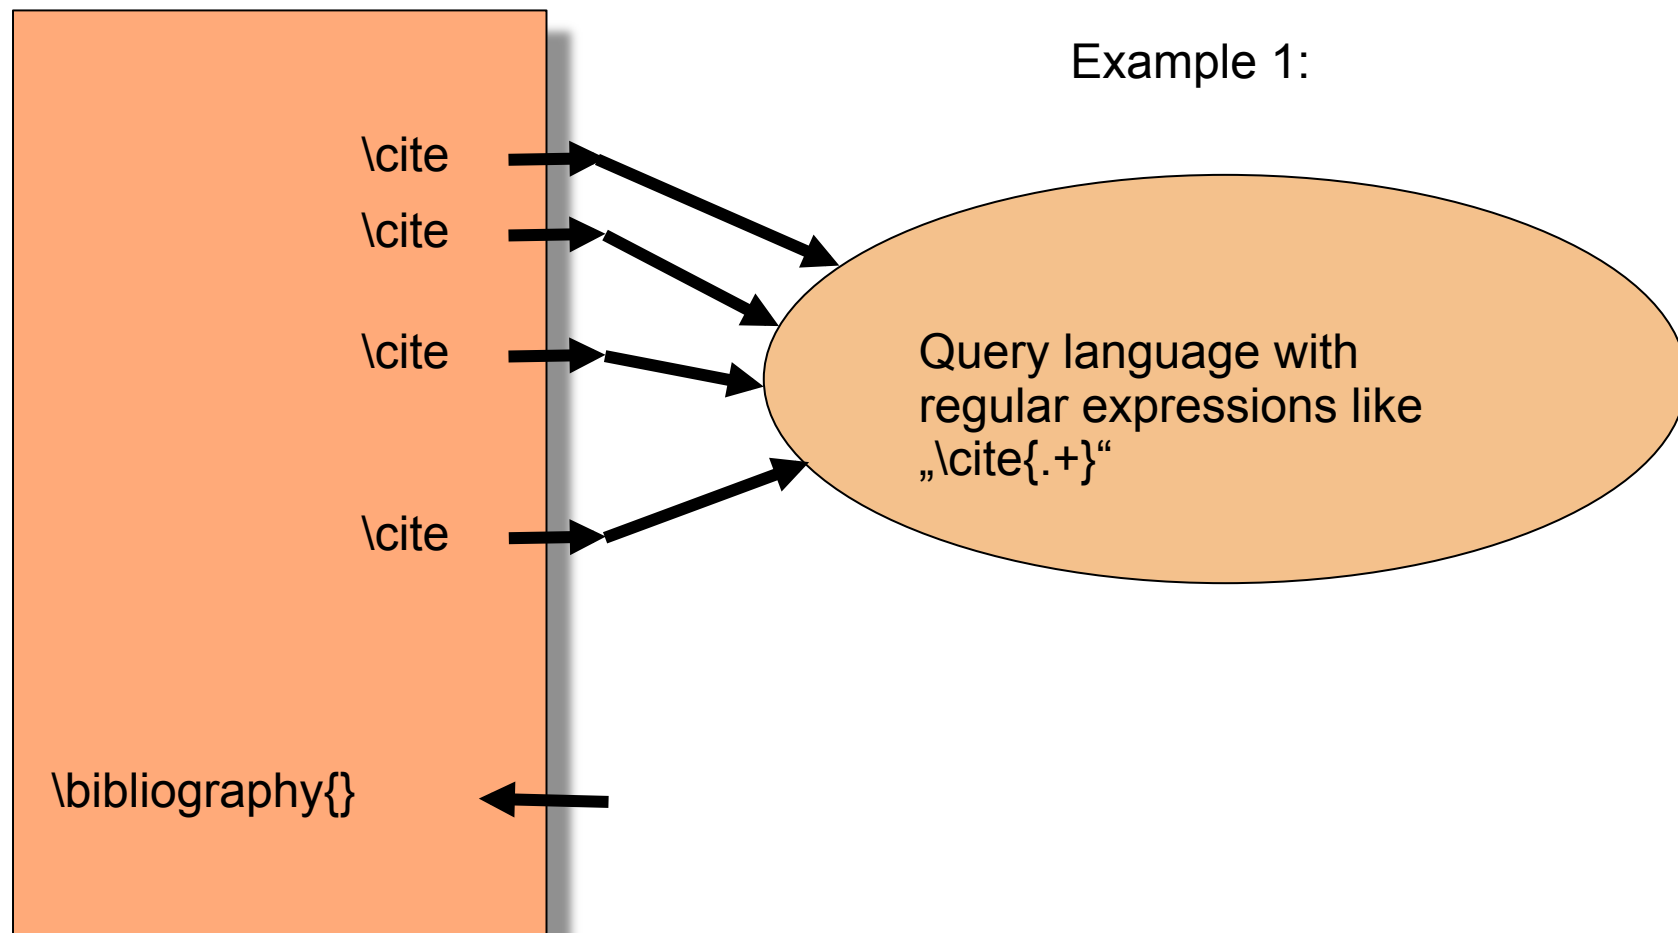 Example 1:
\cite
\cite
\cite
\cite
Query language with
regular expressions like
„\cite{.+}“
\bibliography{}